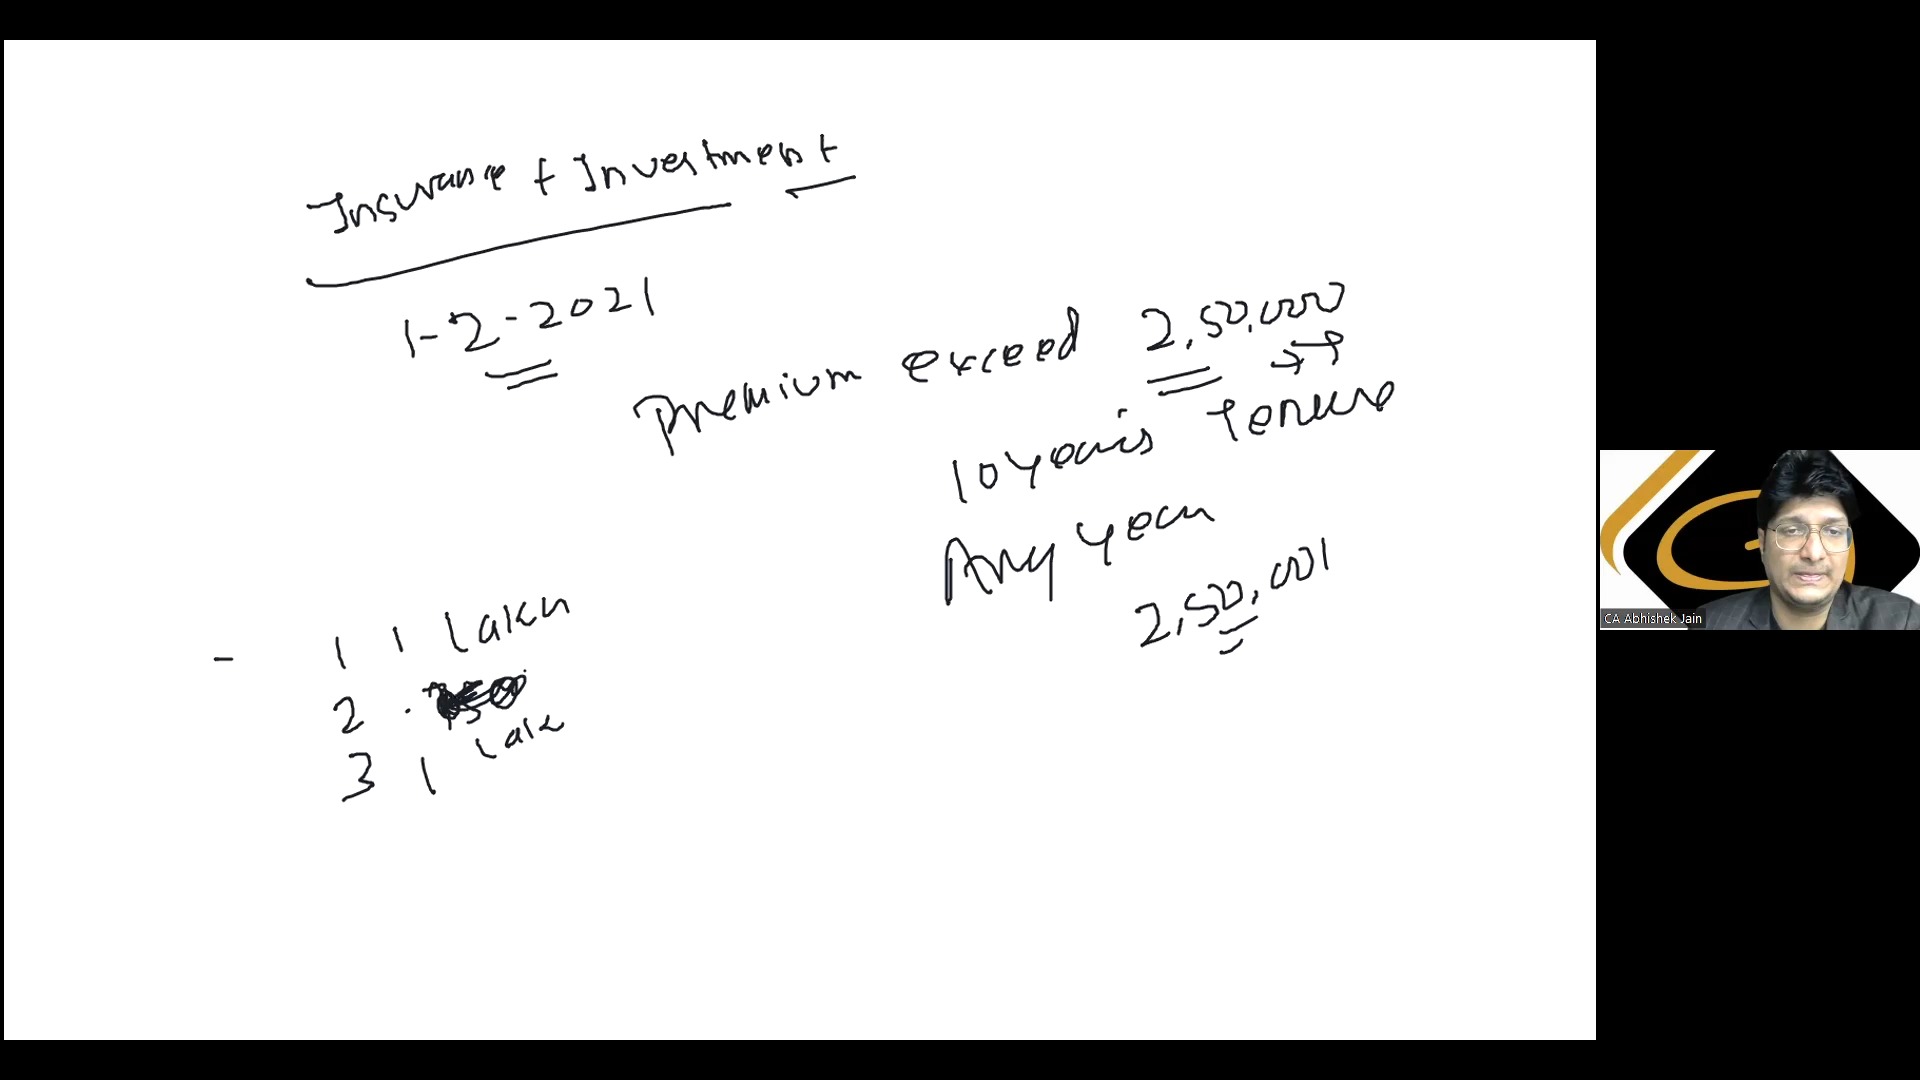 Insurance + Investment
1-2-2021
Premium exceed 2,50,000
10 years Tenure
Any year
2,50,001
- 1 1 Lakh
2
3 1 Lakh
CA Abhishek Jain